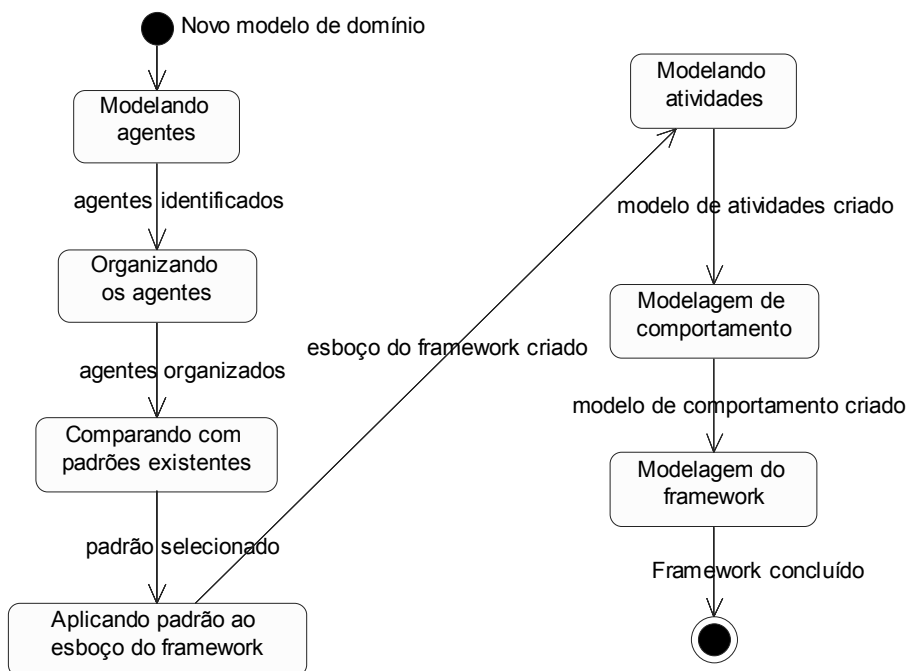 Novo modelo de domínio
Modelando
agentes
agentes identificados
Organizando
os agentes
agentes organizados
Comparando com
padrões existentes
padrão selecionado
Aplicando padrão ao
esboço do framework
esboço do framework criado
Modelando
atividades
modelo de atividades criado
Modelagem de
comportamento
modelo de comportamento criado
Modelagem do
framework
Framework concluído